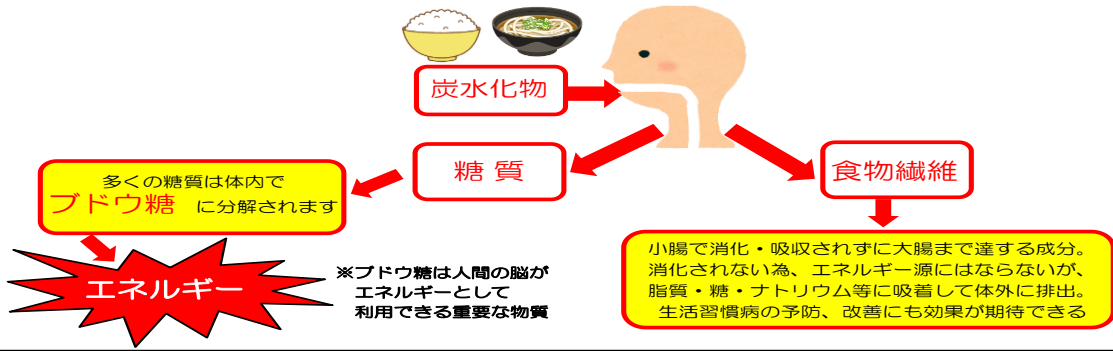 炭水化物
糖質
食物繊維
多くの糖質は体内で
ブドウ糖 に分解されます
エネルギー
※ブドウ糖は人間の脳が
エネルギーとして
利用できる重要な物質
小腸で消化・吸収されずに大腸まで達する成分。
消化されない為、エネルギー源にはならないが、
脂質・糖・ナトリウム等に吸着して体外に排出。
生活習慣病の予防、改善にも効果が期待できる